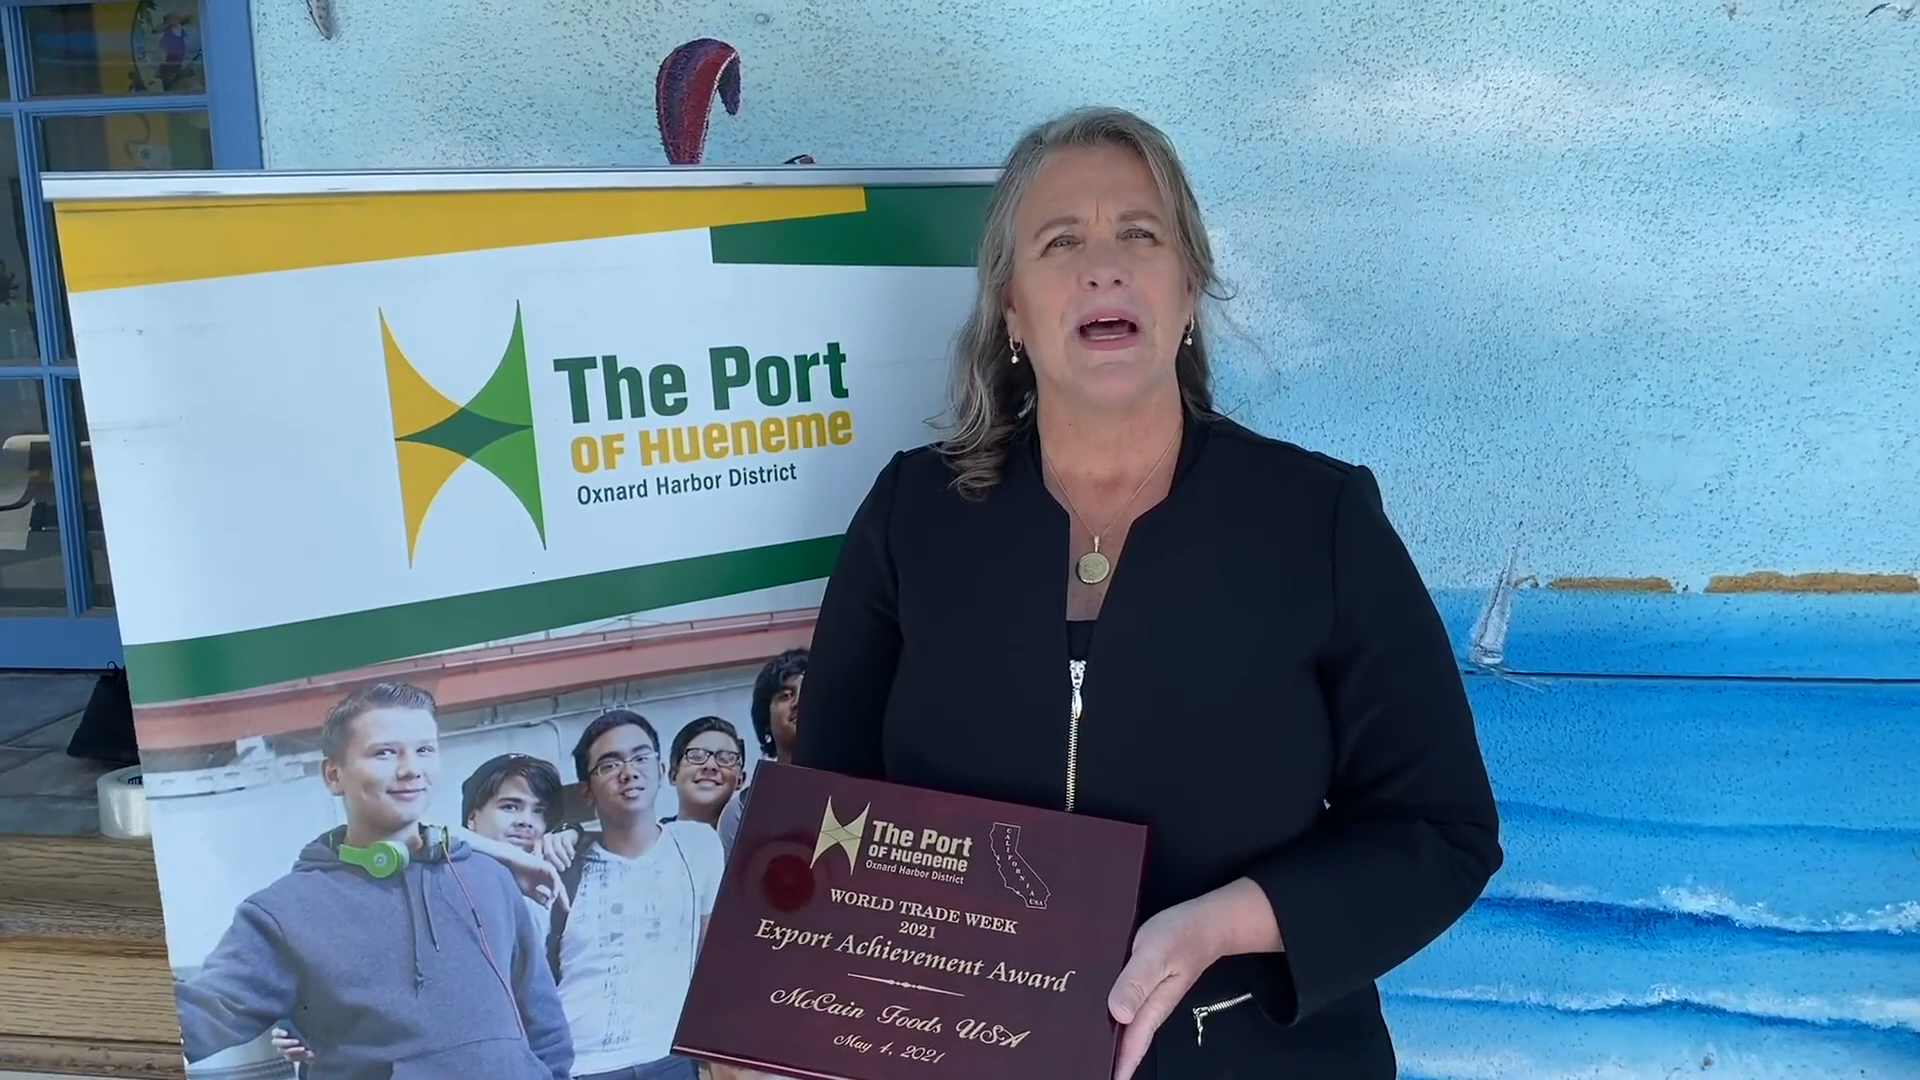 The Port
OF HUENEME
Oxnard Harbor District
The Port
OF HUENEME
Oxnard Harbor District
CALIFORNIA
USA
WORLD TRADE WEEK
2021
Export Achievement Award
McCain Foods USA
May 4, 2021